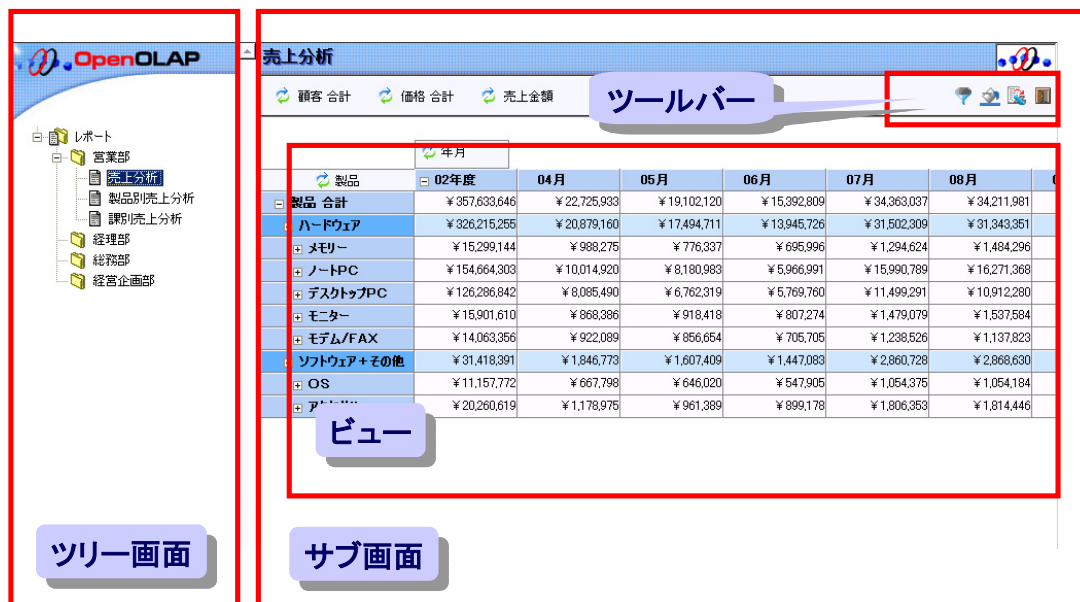 OpenOLAP
レポート
営業部
売上分析
製品別売上分析
課別売上分析
経理部
総務部
経営企画部
ツリー画面
売上分析
顧客 合計 価格 合計 売上金額
ツールバー
年月
製品 02年度 04月 05月 06月 07月 08月
製品 合計 ¥357,633,646 ¥22,725,933 ¥19,102,120 ¥15,392,809 ¥34,363,037 ¥34,211,981
ハードウェア ¥326,215,255 ¥20,879,160 ¥17,494,711 ¥13,945,726 ¥31,502,309 ¥31,343,351
メモリー ¥15,299,144 ¥988,275 ¥776,337 ¥695,996 ¥1,294,624 ¥1,484,296
ノートPC ¥154,664,303 ¥10,014,920 ¥8,180,983 ¥5,966,991 ¥15,990,789 ¥16,271,368
デスクトップPC ¥126,286,842 ¥8,085,490 ¥6,762,319 ¥5,769,760 ¥11,499,291 ¥10,912,280
モニター ¥15,901,610 ¥868,386 ¥918,418 ¥807,274 ¥1,479,079 ¥1,537,584
モデム/FAX ¥14,063,356 ¥922,089 ¥856,654 ¥705,705 ¥1,238,526 ¥1,137,823
ソフトウェア+その他 ¥31,418,391 ¥1,846,773 ¥1,607,409 ¥1,447,083 ¥2,860,728 ¥2,868,630
OS ¥11,157,772 ¥667,798 ¥646,020 ¥547,905 ¥1,054,375 ¥1,054,184
¥20,260,619 ¥1,178,975 ¥961,389 ¥899,178 ¥1,806,353 ¥1,814,446
ビュー
サブ画面